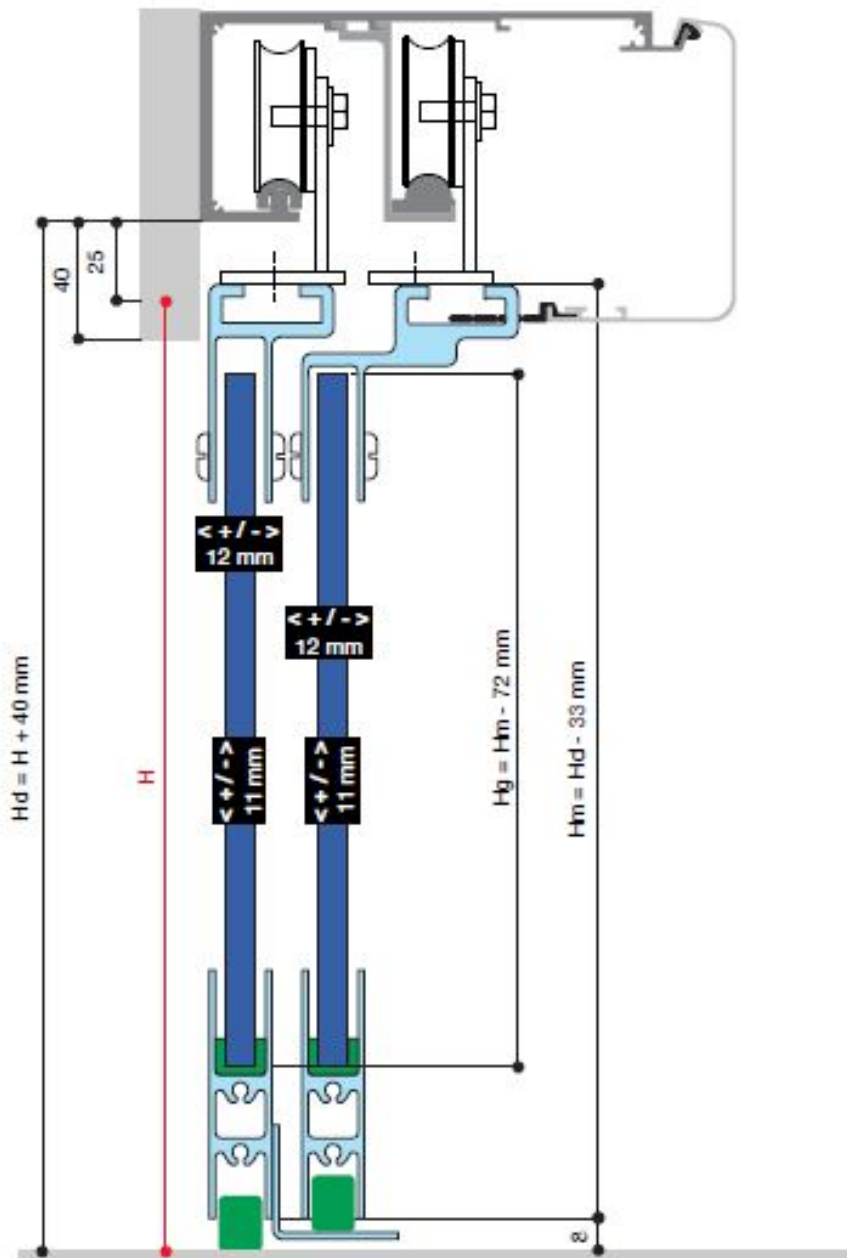 40
25
< + / - >
12 mm
< + / - >
12 mm
Hd = H + 40 mm
H
< + / - >
11 mm
< + / - >
11 mm
Hg = Hm - 72 mm
Hm = Hd - 33 mm
8